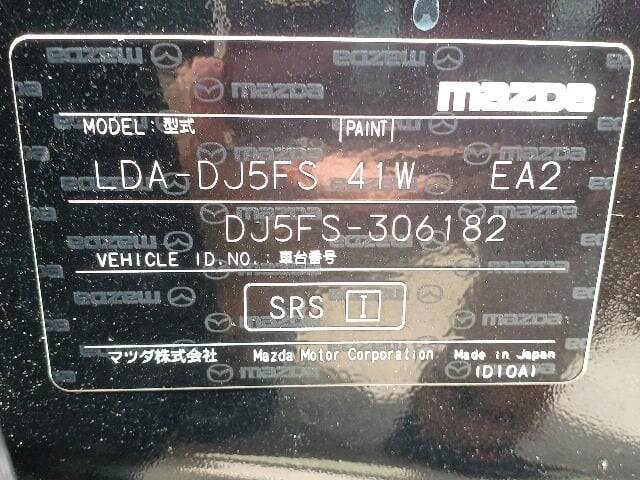 mazda
MODEL: 型式 PAINT
LDA-DJ5FS 41W EA2
DJ5FS-306182
VEHICLE ID.NO.: 車台番号
SRS I
マツダ株式会社 Mazda Motor Corporation Made in Japan
(D10A)